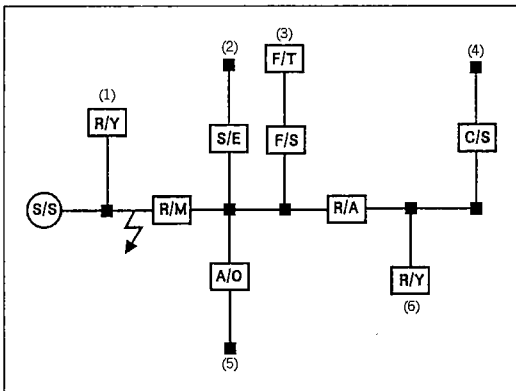 (2)
(3)
(4)
F/T
(1)
R/Y
S/E
F/S
C/S
S/S
R/M
R/A
A/O
R/Y
(6)
(5)